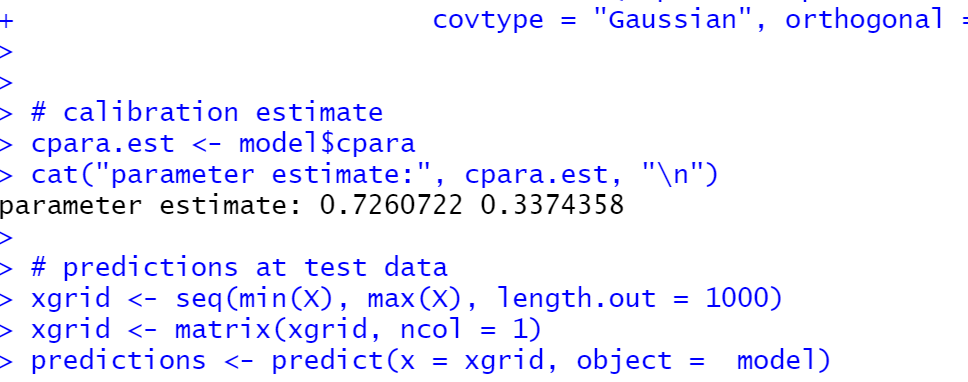 + covtype = "Gaussian", orthogonal =
>
>
> # calibration estimate
> cpara.est <- model$cpara
> cat("parameter estimate:", cpara.est, "\n")
parameter estimate: 0.7260722 0.3374358
>
> # predictions at test data
> xgrid <- seq(min(X), max(X), length.out = 1000)
> xgrid <- matrix(xgrid, ncol = 1)
> predictions <- predict(x = xgrid, object =  model)